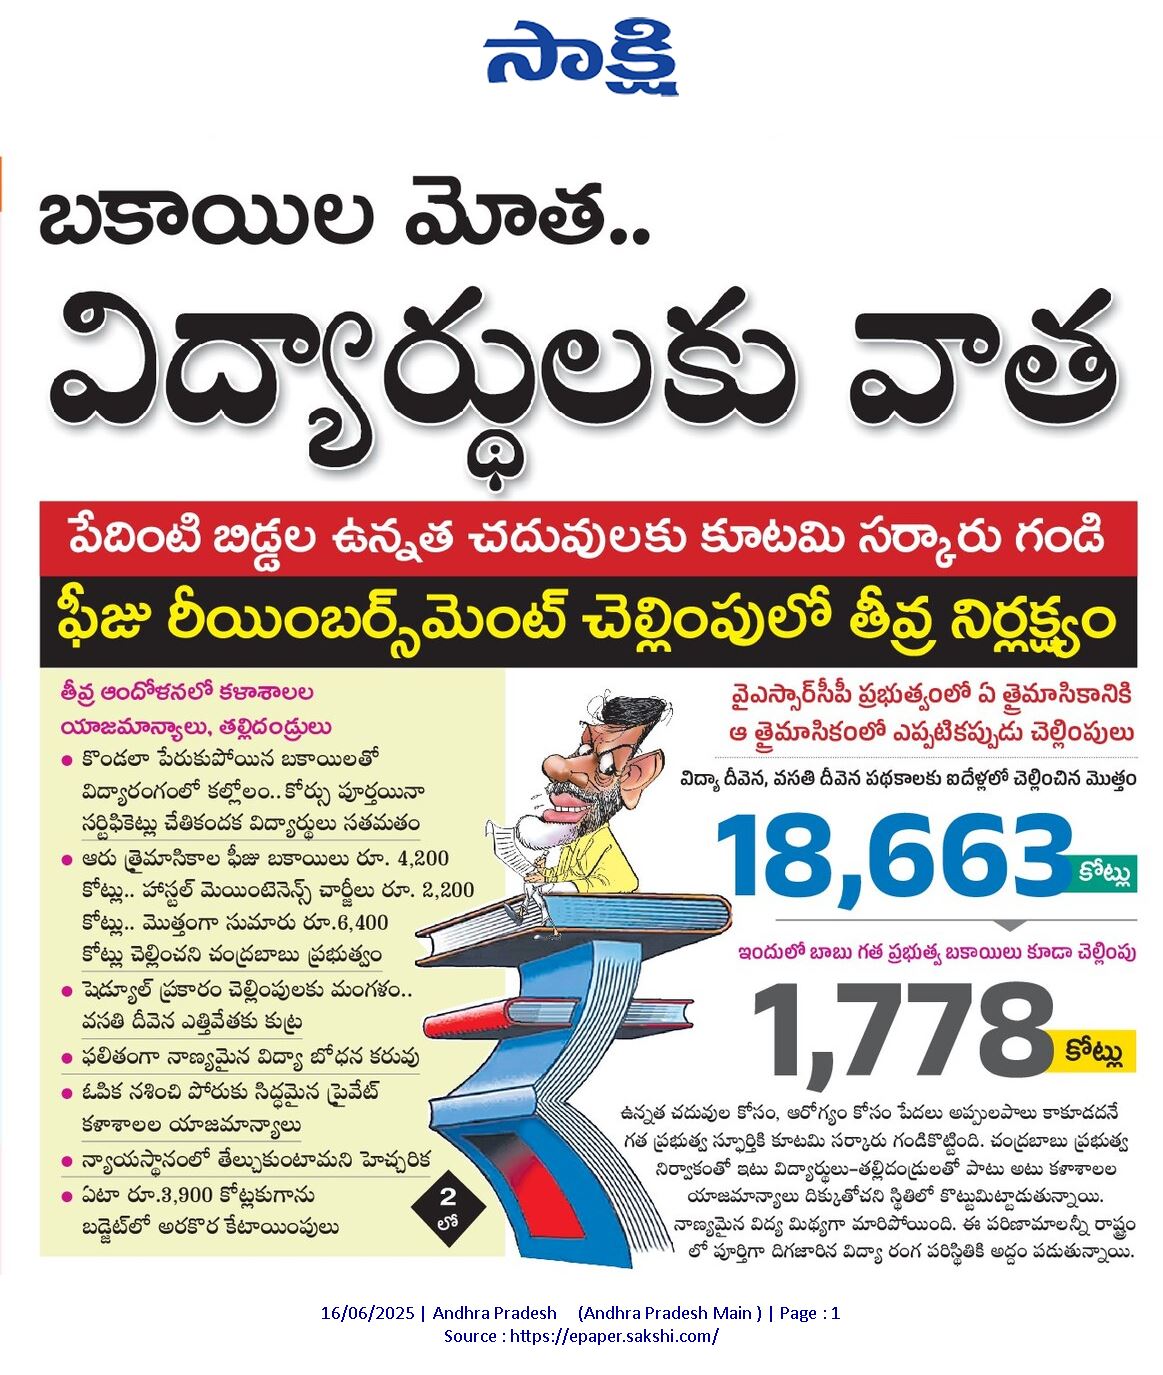 సాక్షి
బకాయిల మోత..
విద్యార్థులకు వాత
పేదింటి బిడ్డల ఉన్నత చదువులకు కూటమి సర్కారు గండి
ఫీజు రీయింబర్స్‌మెంట్ చెల్లింపులో తీవ్ర నిర్లక్ష్యం
తీవ్ర ఆందోళనలో కళాశాలల
యాజమాన్యాలు, తల్లిదండ్రులు
● కొండలా పేరుకుపోయిన బకాయిలతో
విద్యారంగంలో కల్లోలం.. కోర్సు పూర్తయినా
సర్టిఫికెట్లు చేతికందక విద్యార్థులు సతమతం
● ఆరు త్రైమాసికాల ఫీజు బకాయిలు రూ. 4,200
కోట్లు.. హాస్టల్ మెయింటెనెన్స్ చార్జీలు రూ. 2,200
కోట్లు.. మొత్తంగా సుమారు రూ.6,400
కోట్లు చెల్లించని చంద్రబాబు ప్రభుత్వం
● షెడ్యూల్ ప్రకారం చెల్లింపులకు మంగళం..
వసతి దీవెన ఎత్తివేతకు కుట్ర
● ఫలితంగా నాణ్యమైన విద్యా బోధన కరువు
● ఓపిక నశించి పోరుకు సిద్ధమైన ప్రైవేట్
కళాశాలల యాజమాన్యాలు
● న్యాయస్థానంలో తేల్చుకుంటామని హెచ్చరిక
● ఏటా రూ.3,900 కోట్లకుగాను
బడ్జెట్‌లో అరకొర కేటాయింపులు
2
లో
వైఎస్సార్‌సీపీ ప్రభుత్వంలో ఏ త్రైమాసికానికి
ఆ త్రైమాసికంలో ఎప్పటికప్పుడు చెల్లింపులు
విద్యా దీవెన, వసతి దీవెన పథకాలకు ఐదేళ్లలో చెల్లించిన మొత్తం
18,663 కోట్లు
ఇందులో బాబు గత ప్రభుత్వ బకాయిలు కూడా చెల్లింపు
1,778 కోట్లు
ఉన్నత చదువుల కోసం, ఆరోగ్యం కోసం పేదలు అప్పులపాలు కాకూడదనే
గత ప్రభుత్వ స్ఫూర్తికి కూటమి సర్కారు గండికొట్టింది. చంద్రబాబు ప్రభుత్వ
నిర్వాకంతో ఇటు విద్యార్థులు–తల్లిదండ్రులతో పాటు అటు కళాశాలల
యాజమాన్యాలు దిక్కుతోచని స్థితిలో కొట్టుమిట్టాడుతున్నాయి.
నాణ్యమైన విద్య మిథ్యగా మారిపోయింది. ఈ పరిణామాలన్నీ రాష్ట్రం
లో పూర్తిగా దిగజారిన విద్యా రంగ పరిస్థితికి అద్దం పడుతున్నాయి.
16/06/2025 | Andhra Pradesh (Andhra Pradesh Main ) | Page : 1
Source : https://epaper.sakshi.com/